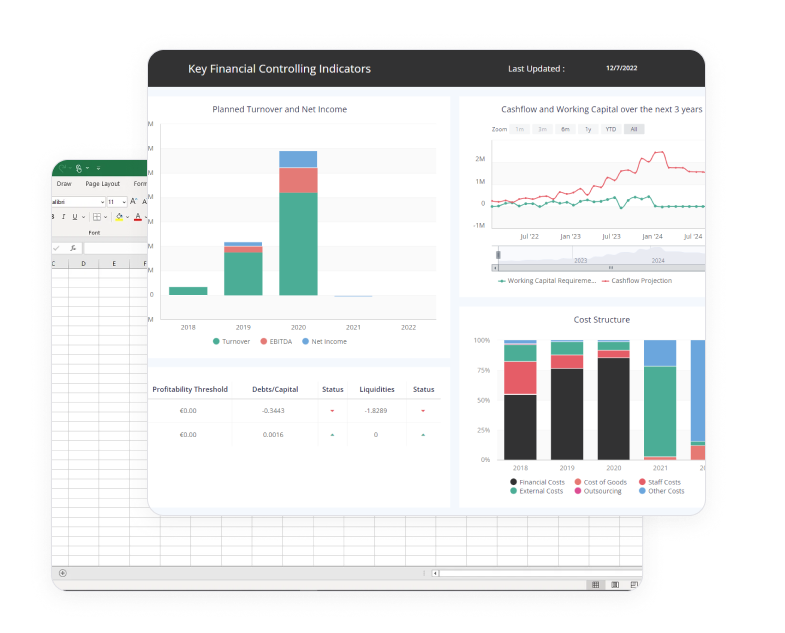 Key Financial Controlling Indicators
Last Updated :
12/7/2022
Planned Turnover and Net Income
M
M
M
M
M
M
M
0
M
2018 2019 2020 2021 2022
Turnover EBITDA Net Income
Cashflow and Working Capital over the next 3 years
Zoom 1m 3m 6m 1y YTD All
2M
1M
0
-1M
Jul '22 Jan '23 Jul '23 Jan '24 Jul '24
2023 2024
Working Capital Requireme... Cashflow Projection
Cost Structure
100%
75%
50%
25%
0%
2018 2019 2020 2021 20
Financial Costs Cost of Goods Staff Costs
External Costs Outsourcing Other Costs
Profitability Threshold Debts/Capital Status Liquidities Status
€0.00 -0.3443 -1.8289
€0.00 0.0016 0
Draw Page Layout Form
alibri 11 A A
B I U A
Font
fx
C D E F